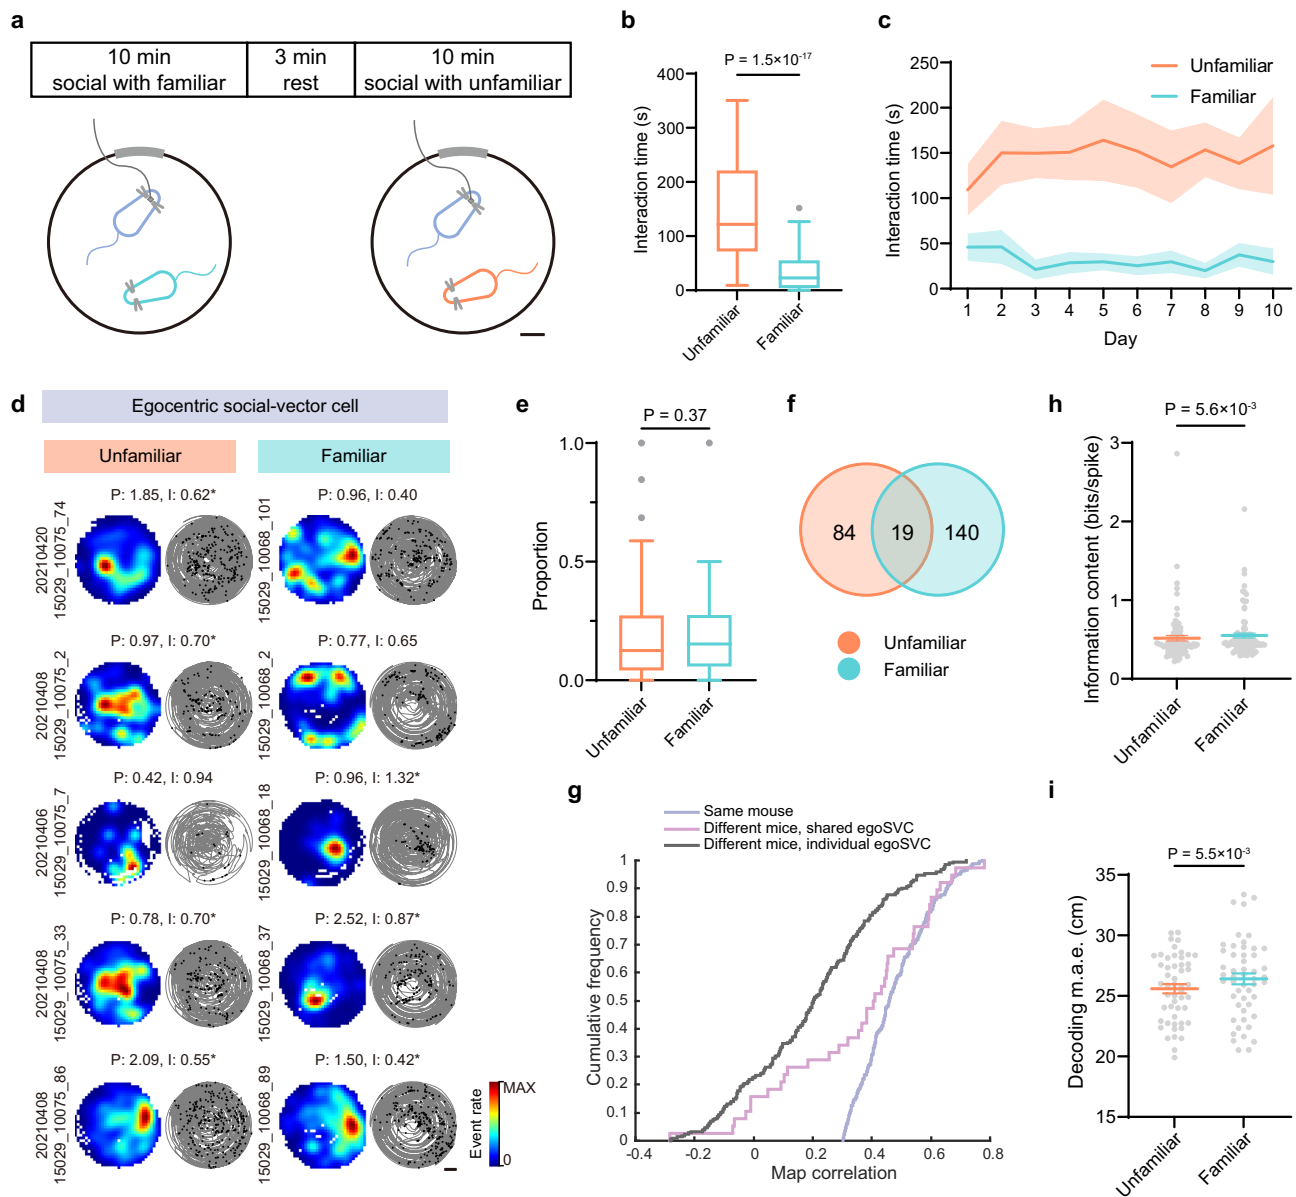 a
10 min
social with familiar
3 min
rest
10 min
social with unfamiliar
b
P = 1.5×10⁻¹⁷
Interaction time (s)
400
300
200
100
0
Unfamiliar
Familiar
c
Unfamiliar
Familiar
Interaction time (s)
250
200
150
100
50
0
1 2 3 4 5 6 7 8 9 10
Day
d
Egocentric social-vector cell
Unfamiliar
Familiar
20210420
15029_10075_74
P: 1.85, I: 0.62*
15029_10068_101
P: 0.96, I: 0.40
20210408
15029_10075_2
P: 0.97, I: 0.70*
15029_10068_2
P: 0.77, I: 0.65
20210406
15029_10075_7
P: 0.42, I: 0.94
15029_10068_18
P: 0.96, I: 1.32*
20210408
15029_10075_33
P: 0.78, I: 0.70*
15029_10068_37
P: 2.52, I: 0.87*
20210408
15029_10075_86
P: 2.09, I: 0.55*
15029_10068_89
P: 1.50, I: 0.42*
Event rate
MAX
0
e
P = 0.37
Proportion
1.0
0.5
0.0
Unfamiliar
Familiar
f
84
19
140
Unfamiliar
Familiar
g
Same mouse
Different mice, shared egoSVC
Different mice, individual egoSVC
Cumulative frequency
1
0.9
0.8
0.7
0.6
0.5
0.4
0.3
0.2
0.1
0
-0.4 -0.2 0 0.2 0.4 0.6 0.8
Map correlation
h
P = 5.6×10⁻³
Information content (bits/spike)
3
2
1
0
Unfamiliar
Familiar
i
P = 5.5×10⁻³
Decoding m.a.e. (cm)
35
30
25
20
15
Unfamiliar
Familiar